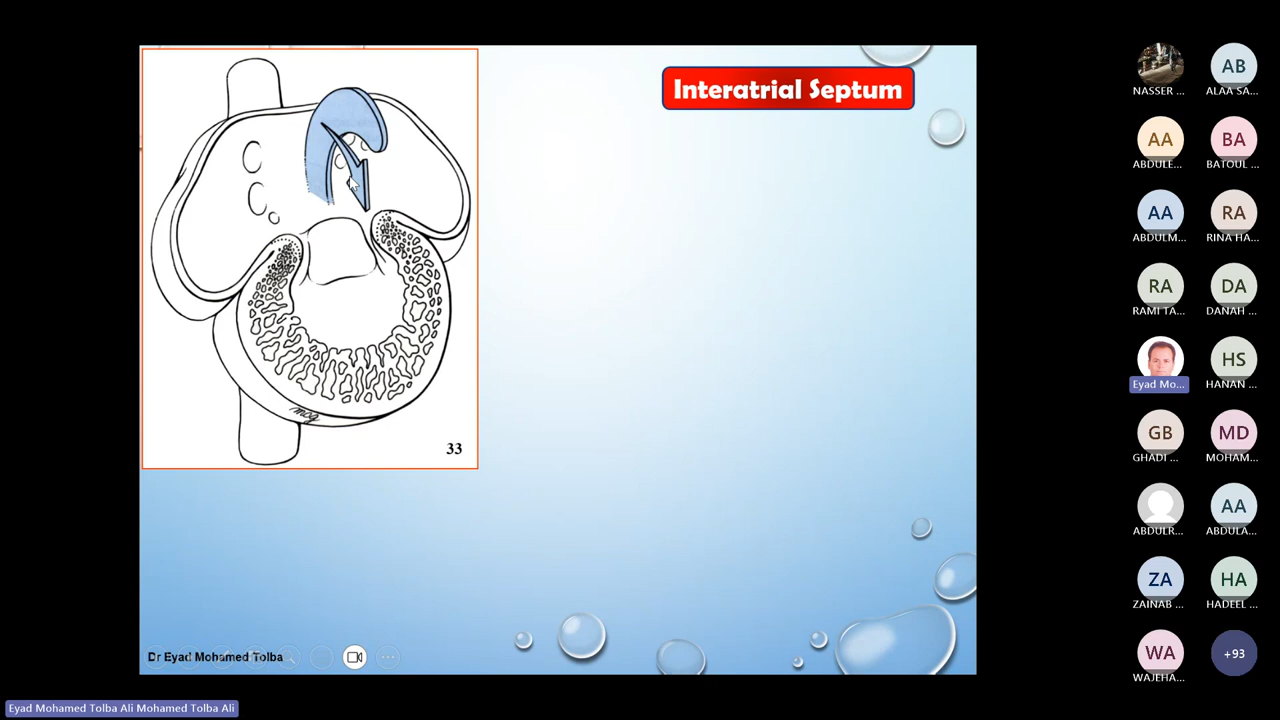 Interatrial Septum
33
Dr Eyad Mohamed Tolba
NASSER ...
AB
ALAA SA...
AA
ABDULE...
BA
BATOUL ...
AA
ABDULM...
RA
RINA HA...
RA
RAMI TA...
DA
DANAH ...
Eyad Mo...
HS
HANAN ...
GB
GHADI ...
MD
MOHAM...
ABDULR...
AA
ABDULA...
ZA
ZAINAB ...
HA
HADEEL ...
WA
WAJEHA...
+93
Eyad Mohamed Tolba Ali Mohamed Tolba Ali